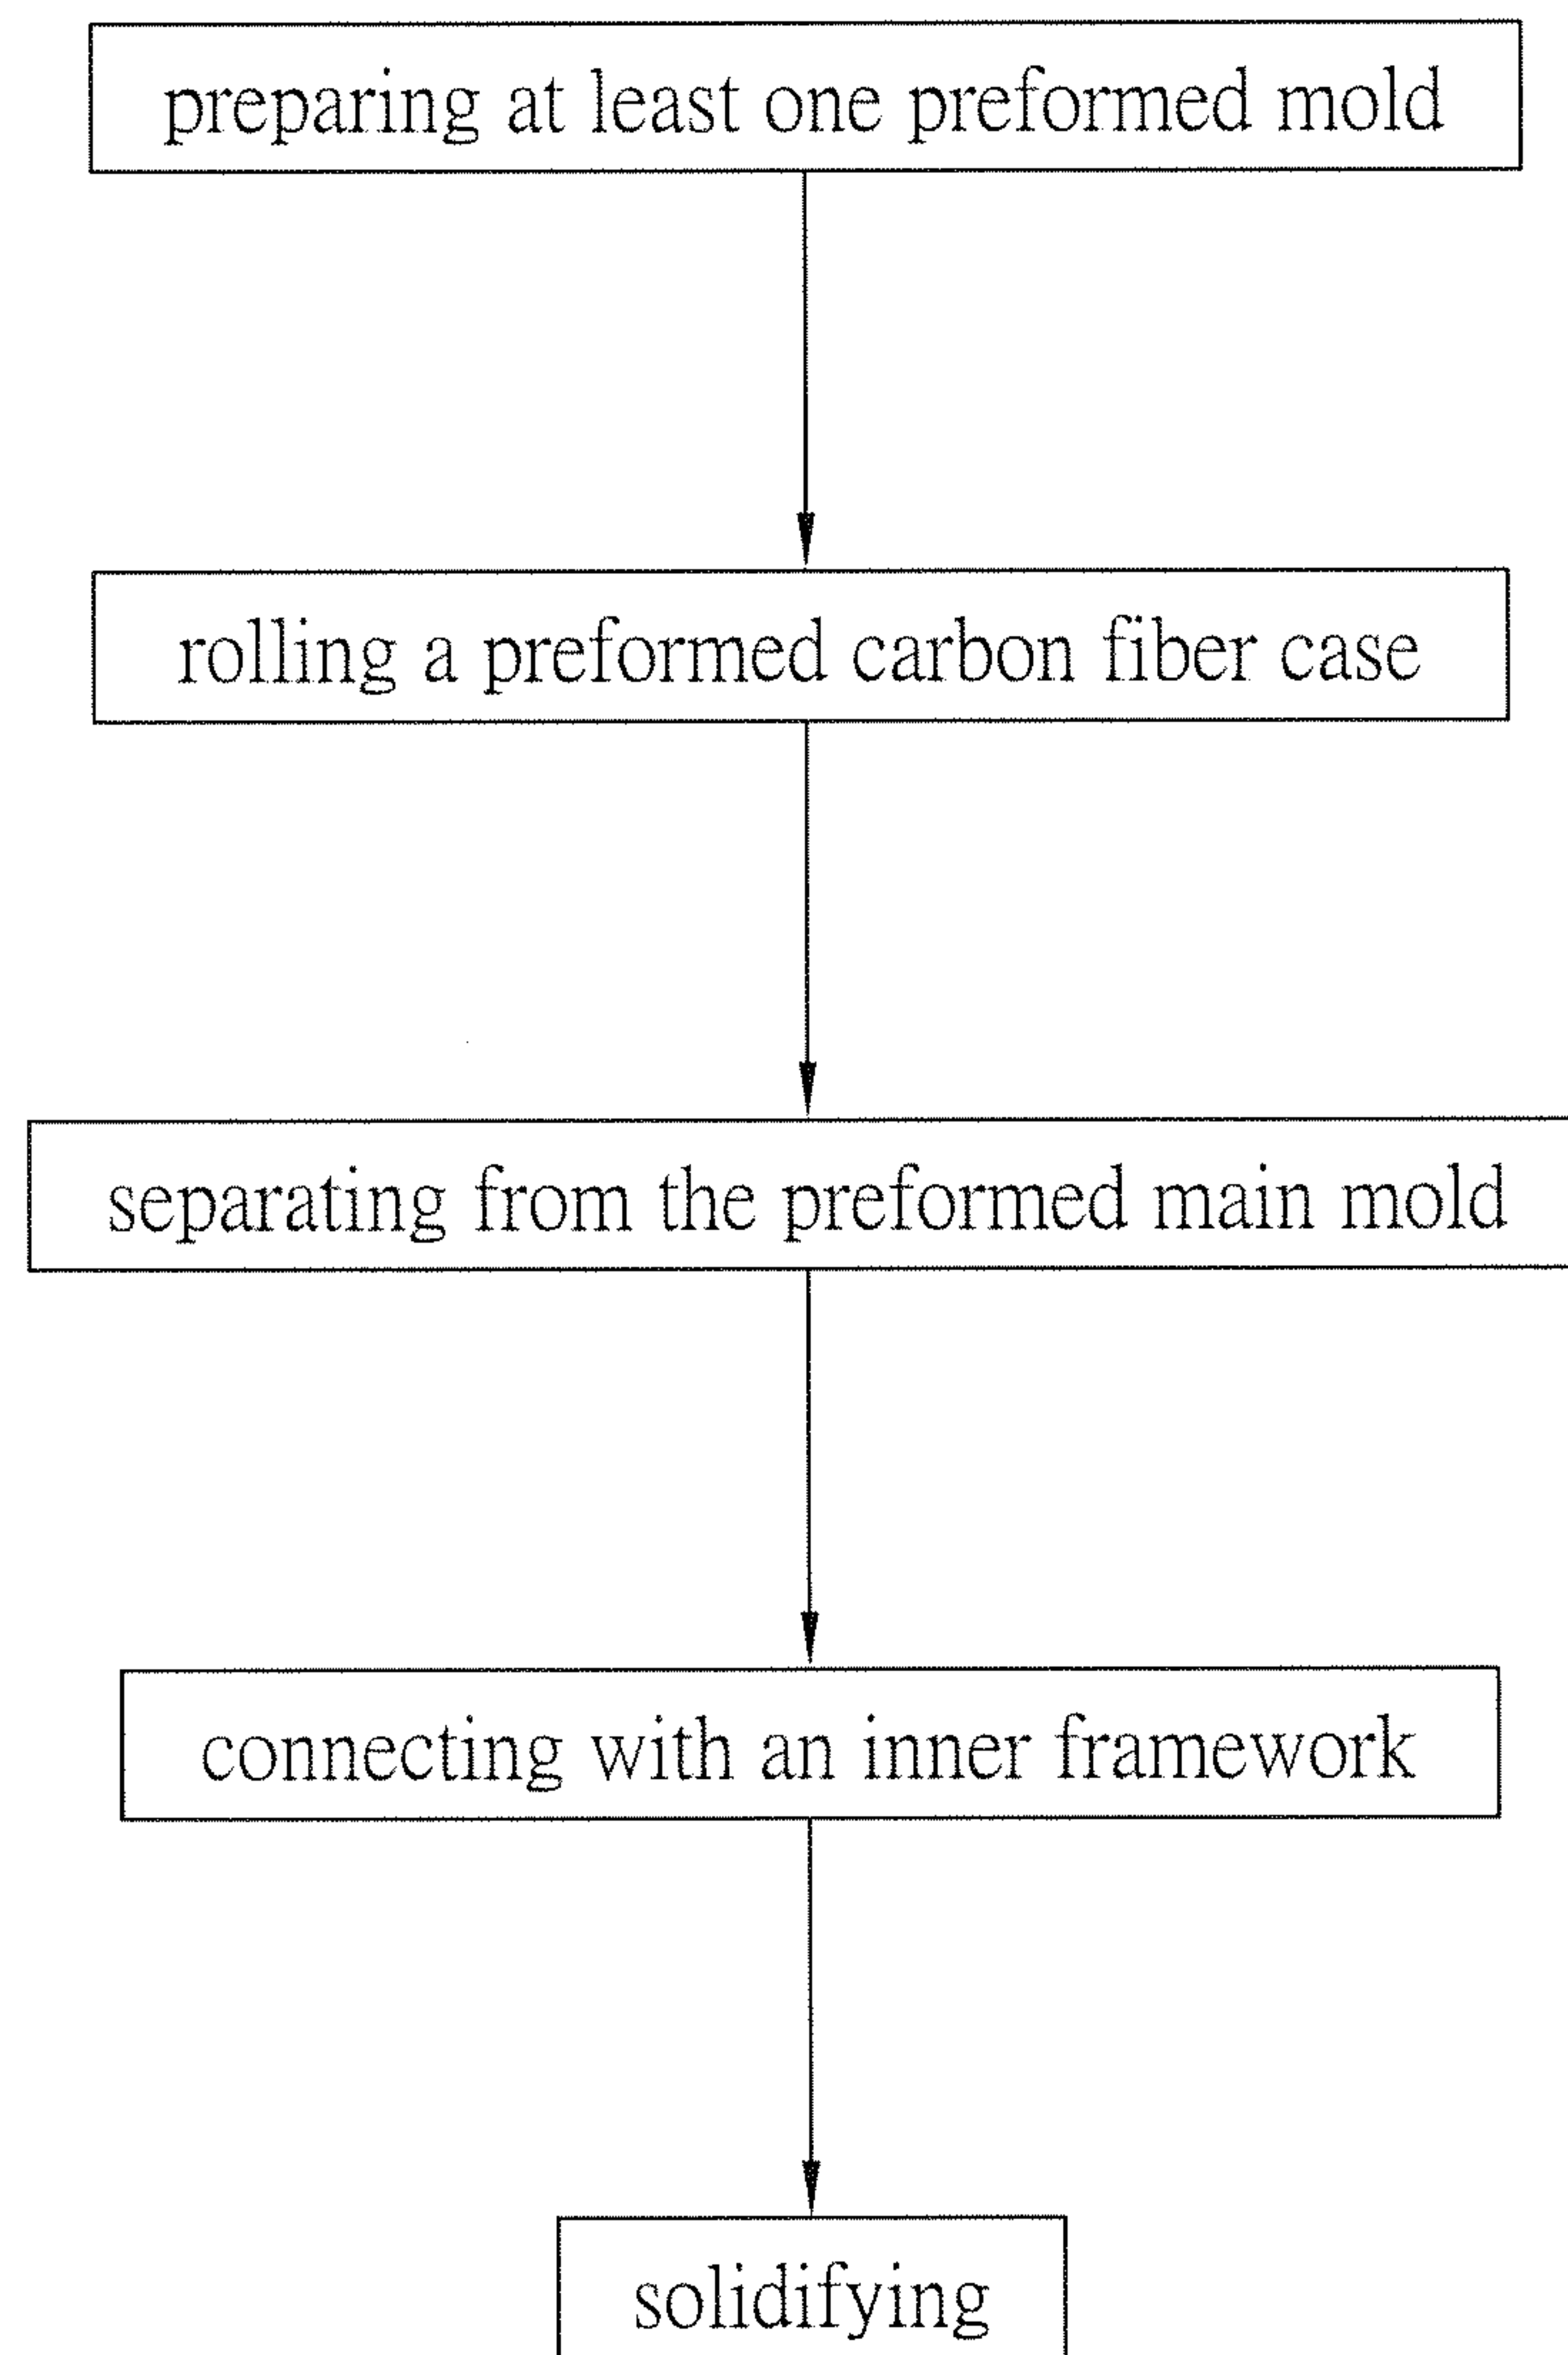 preparing at least one preformed mold
rolling a preformed carbon fiber case
separating from the preformed main mold
connecting with an inner framework
solidifying